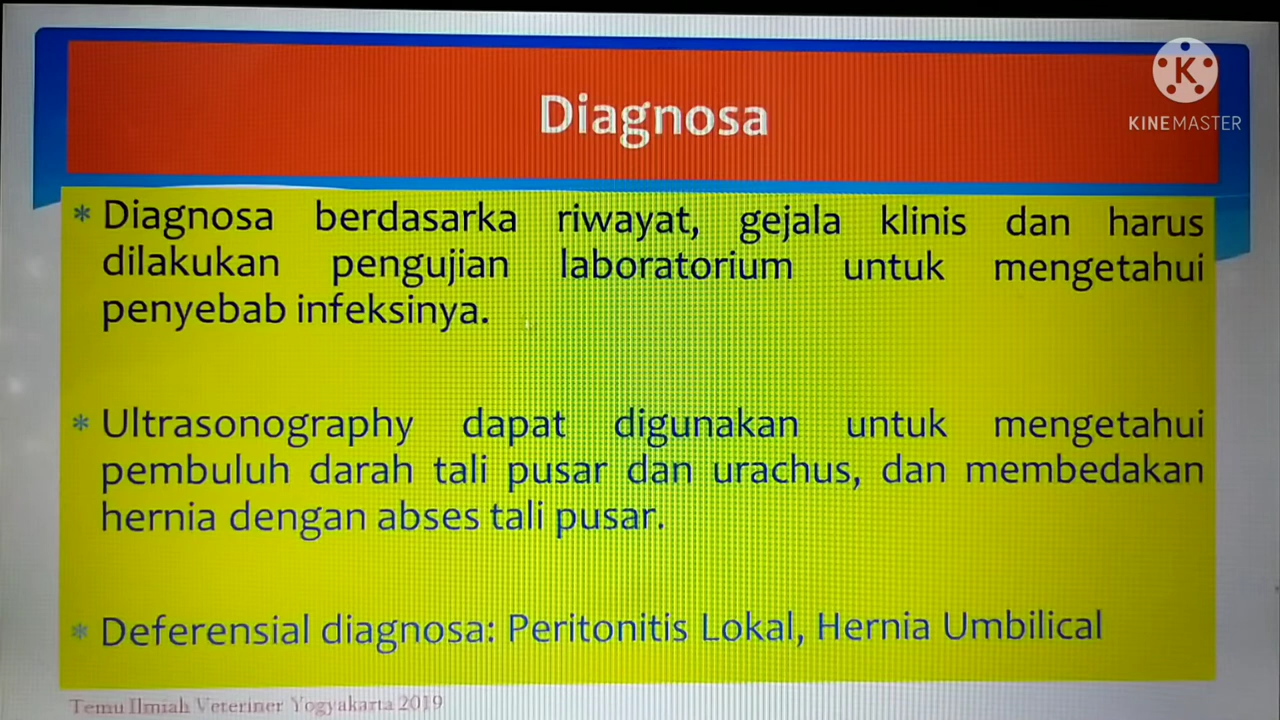 Diagnosa
KINEMASTER
* Diagnosa berdasarka riwayat, gejala klinis dan harus
dilakukan pengujian laboratorium untuk mengetahui
penyebab infeksinya.
* Ultrasonography dapat digunakan untuk mengetahui
pembuluh darah tali pusar dan urachus, dan membedakan
hernia dengan abses tali pusar.
* Deferensial diagnosa: Peritonitis Lokal, Hernia Umbilical
Temu Ilmiah Veteriner Yogyakarta 2019